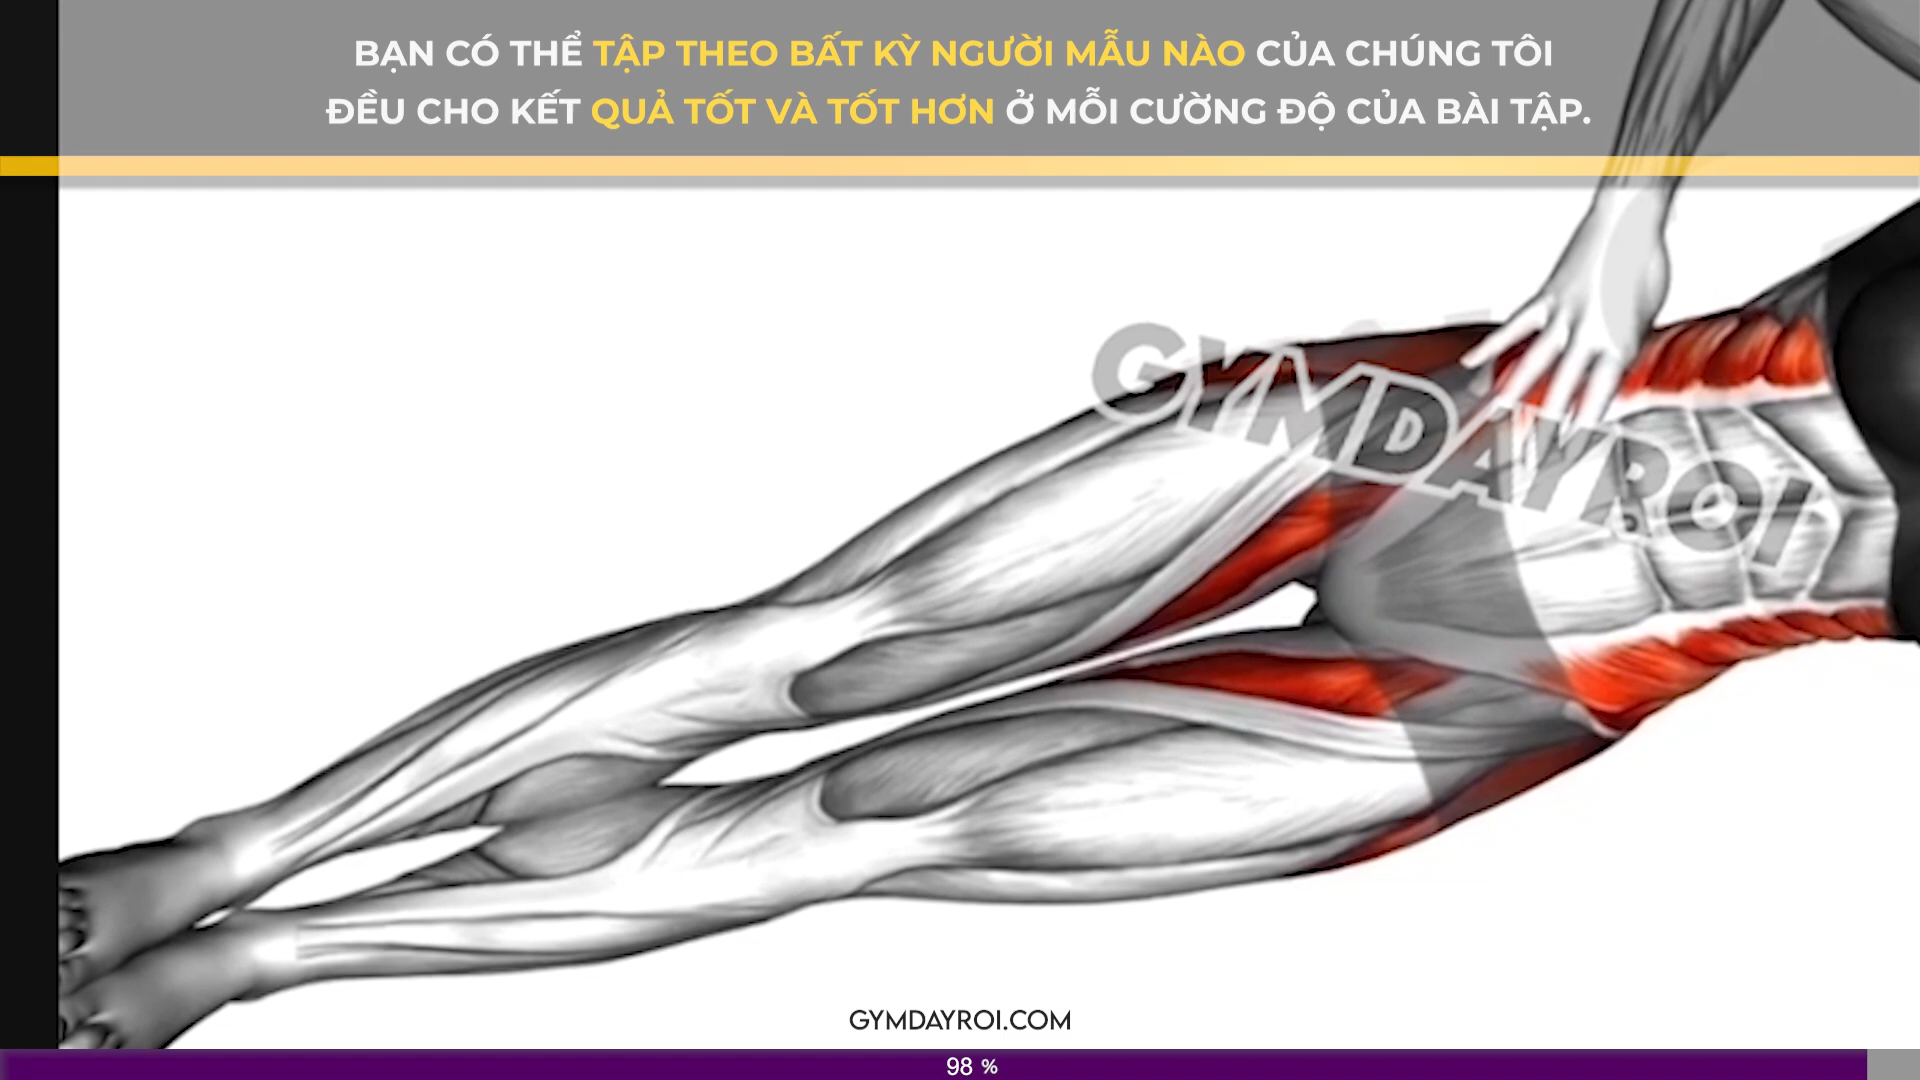 BẠN CÓ THỂ TẬP THEO BẤT KỲ NGƯỜI MẪU NÀO CỦA CHÚNG TÔI
ĐỀU CHO KẾT QUẢ TỐT VÀ TỐT HƠN Ở MỖI CƯỜNG ĐỘ CỦA BÀI TẬP.
GYMDAYROI
GYMDAYROI.COM
98 %